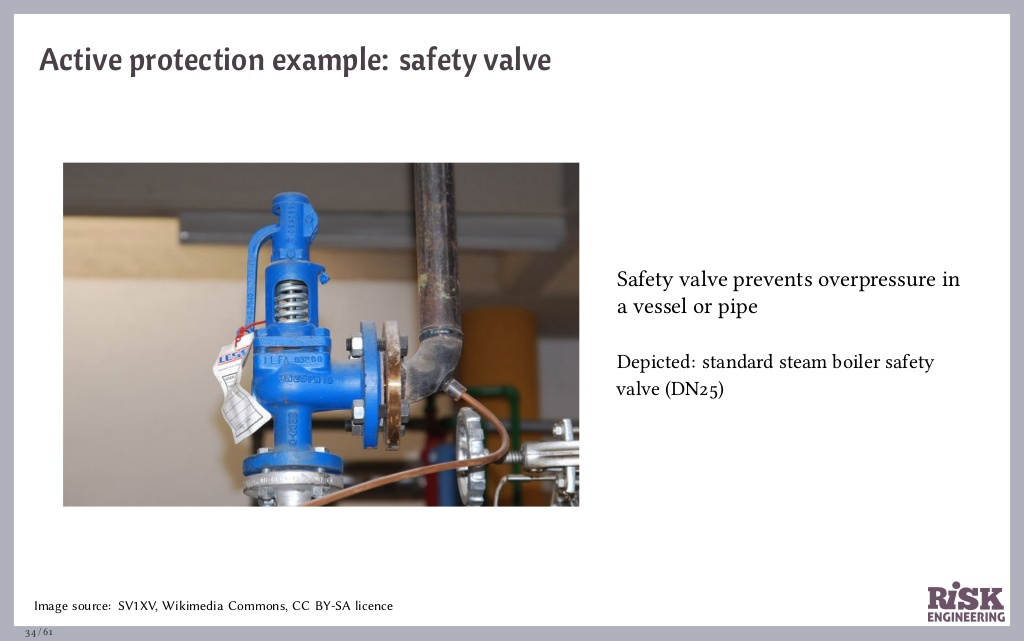 Active protection example: safety valve
Safety valve prevents overpressure in
a vessel or pipe
Depicted: standard steam boiler safety
valve (DN25)
LESE
Image source: SV1XV, Wikimedia Commons, CC BY-SA licence
RISK
ENGINEERING
34 / 61